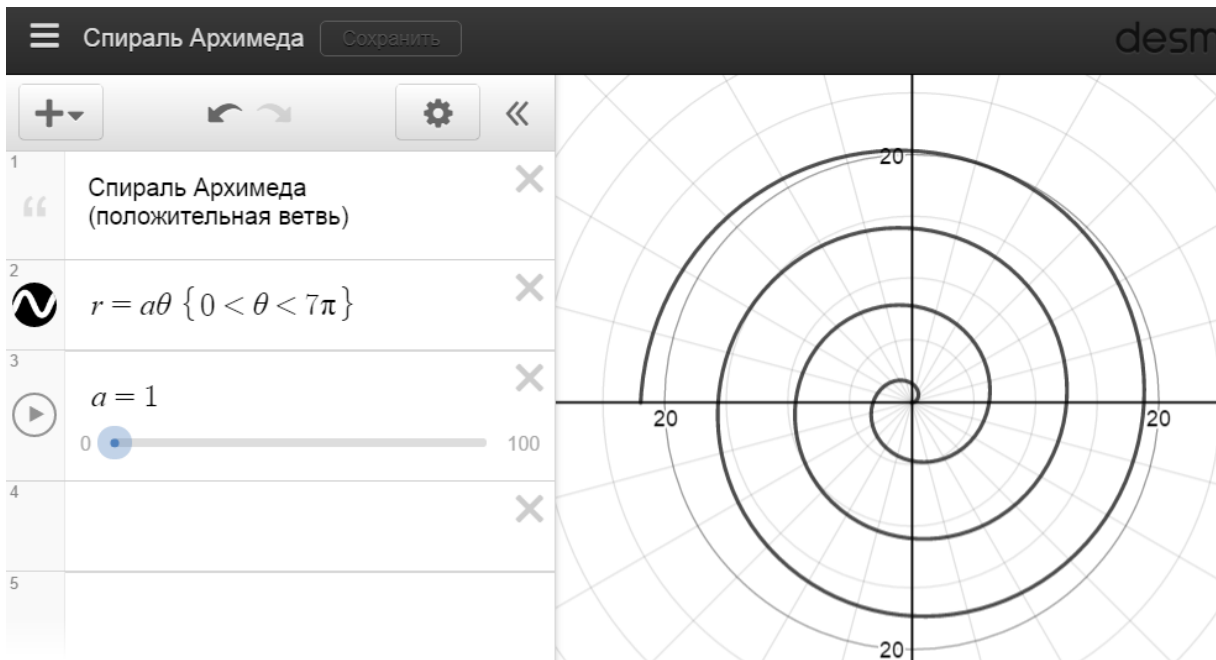 Спираль Архимеда Сохранить desm
1
Спираль Архимеда
(положительная ветвь)
2
r = aθ {0 < θ < 7π}
3
a = 1
0 100
4
5
20
20 20
20